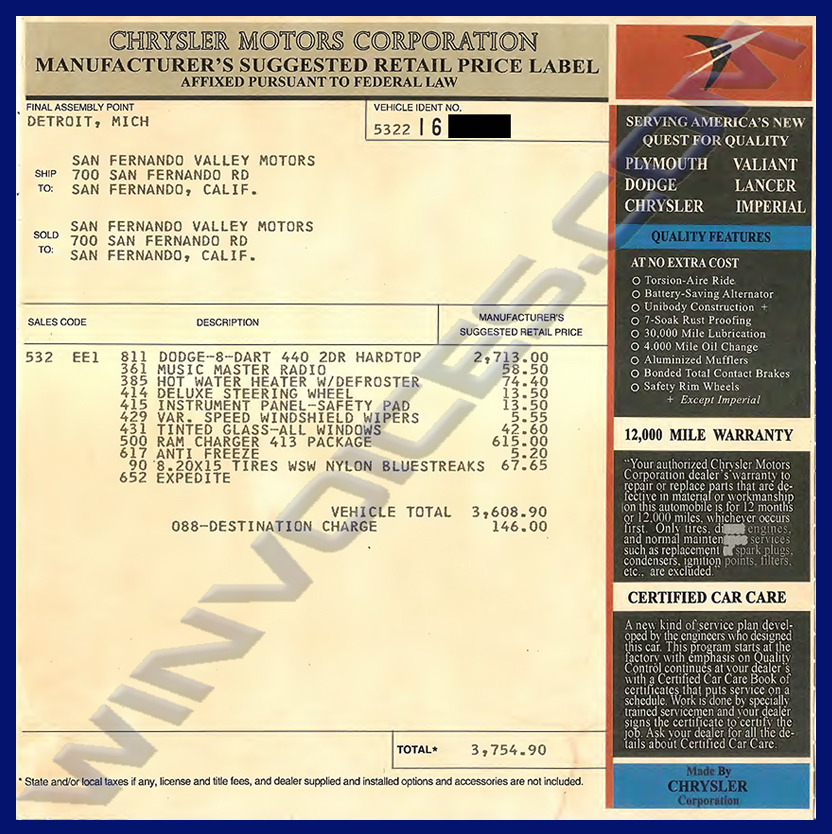 CHRYSLER MOTORS CORPORATION
MANUFACTURER'S SUGGESTED RETAIL PRICE LABEL
AFFIXED PURSUANT TO FEDERAL LAW
FINAL ASSEMBLY POINT
DETROIT, MICH
VEHICLE IDENT NO.
5322 16
SHIP TO:
SAN FERNANDO VALLEY MOTORS
700 SAN FERNANDO RD
SAN FERNANDO, CALIF.
SOLD TO:
SAN FERNANDO VALLEY MOTORS
700 SAN FERNANDO RD
SAN FERNANDO, CALIF.
SALES CODE DESCRIPTION MANUFACTURER'S SUGGESTED RETAIL PRICE
532 EE1 811 DODGE-8-DART 440 2DR HARDTOP 2,713.00
361 MUSIC MASTER RADIO 58.50
385 HOT WATER HEATER W/DEFROSTER 74.40
414 DELUXE STEERING WHEEL 13.50
415 INSTRUMENT PANEL-SAFETY PAD 13.50
429 VAR. SPEED WINDSHIELD WIPERS 5.55
431 TINTED GLASS-ALL WINDOWS 42.60
500 RAM CHARGER 413 PACKAGE 615.00
617 ANTI FREEZE 5.20
90 8.20X15 TIRES WSW NYLON BLUESTREAKS 67.65
652 EXPEDITE
VEHICLE TOTAL 3,608.90
088-DESTINATION CHARGE 146.00
TOTAL* 3,754.90
* State and/or local taxes if any, license and title fees, and dealer supplied and installed options and accessories are not included.
SERVING AMERICA'S NEW
QUEST FOR QUALITY
PLYMOUTH VALIANT
DODGE LANCER
CHRYSLER IMPERIAL
QUALITY FEATURES
AT NO EXTRA COST
Torsion-Aire Ride
Battery-Saving Alternator
Unibody Construction +
7-Soak Rust Proofing
30,000 Mile Lubrication
4.000 Mile Oil Change
Aluminized Mufflers
Bonded Total Contact Brakes
Safety Rim Wheels
+ Except Imperial
12,000 MILE WARRANTY
"Your authorized Chrysler Motors
Corporation dealer's warranty to
repair or replace parts that are de-
fective in material or workmanship
on this automobile is for 12 months
or 12,000 miles, whichever occurs
first. Only tires, engines,
and normal services
such as replacement spark plugs,
condensers, ignition points, filters,
etc., are excluded."
CERTIFIED CAR CARE
A new kind of service plan devel-
oped by the engineers who designed
this car. This program starts at the
factory with emphasis on Quality
Control continues at your dealer's
with a Certified Car Care Book of
certificates that puts service on a
schedule. Work is done by specially
trained servicemen and your dealer
signs the certificate to certify the
job. Ask your dealer for all the de-
tails about Certified Car Care.
Made By
CHRYSLER
Corporation
WINVOICES.COM